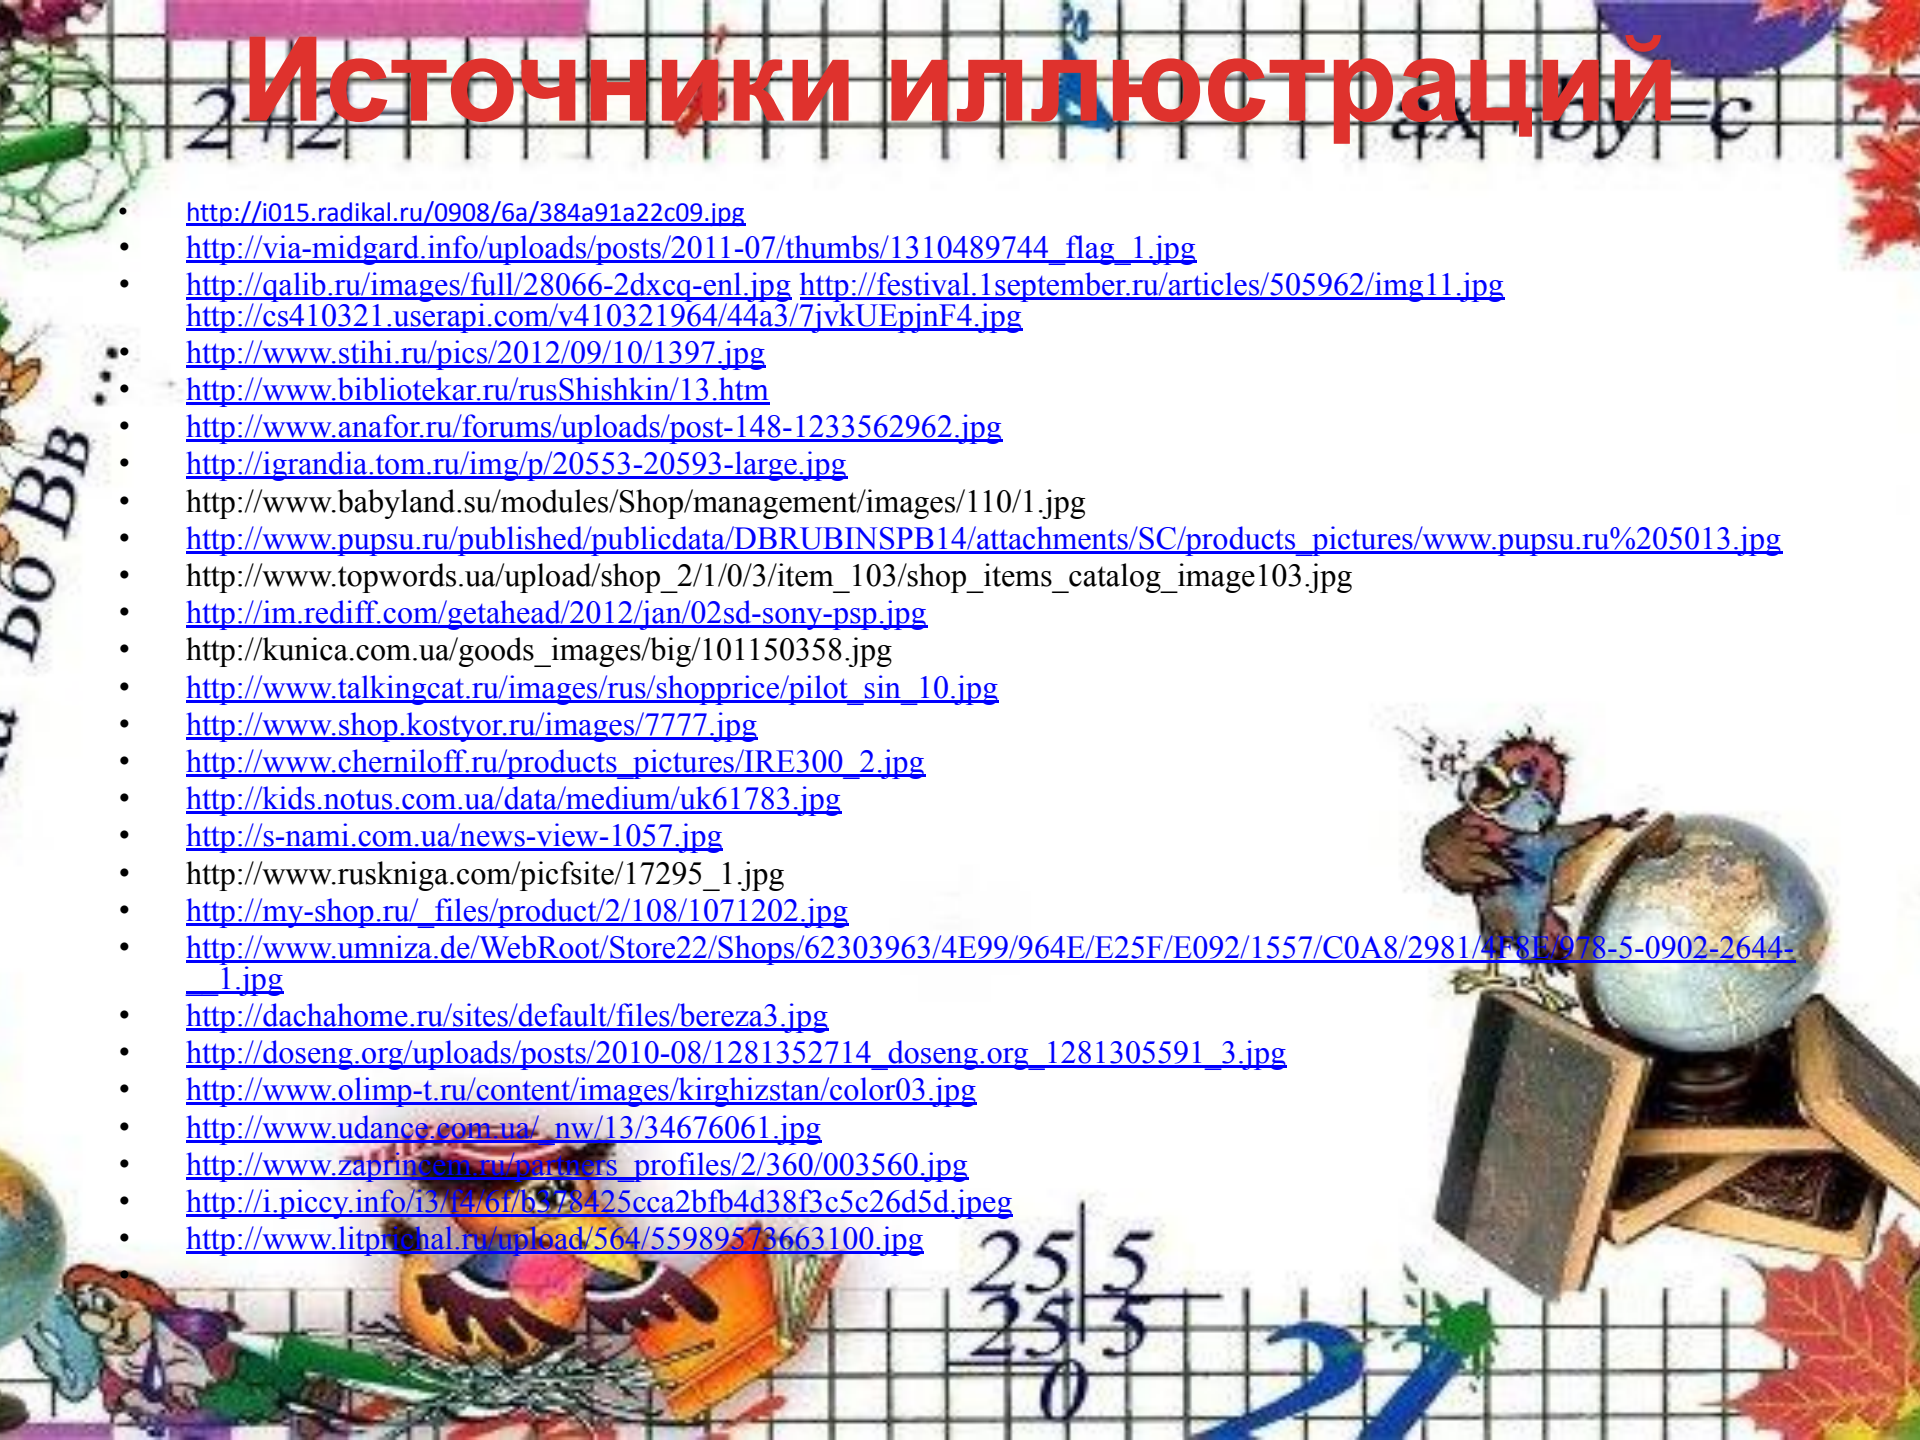 Источники иллюстраций
2+2=
ax+by=c
• http://i015.radikal.ru/0908/6a/384a91a22c09.jpg
• http://via-midgard.info/uploads/posts/2011-07/thumbs/1310489744_flag_1.jpg
• http://qalib.ru/images/full/28066-2dxcq-enl.jpg http://festival.1september.ru/articles/505962/img11.jpg
http://cs410321.userapi.com/v410321964/44a3/7jvkUEpjnF4.jpg
• http://www.stihi.ru/pics/2012/09/10/1397.jpg
• http://www.bibliotekar.ru/rusShishkin/13.htm
• http://www.anafor.ru/forums/uploads/post-148-1233562962.jpg
• http://igrandia.tom.ru/img/p/20553-20593-large.jpg
• http://www.babyland.su/modules/Shop/management/images/110/1.jpg
• http://www.pupsu.ru/published/publicdata/DBRUBINSPB14/attachments/SC/products_pictures/www.pupsu.ru%205013.jpg
• http://www.topwords.ua/upload/shop_2/1/0/3/item_103/shop_items_catalog_image103.jpg
• http://im.rediff.com/getahead/2012/jan/02sd-sony-psp.jpg
• http://kunica.com.ua/goods_images/big/101150358.jpg
• http://www.talkingcat.ru/images/rus/shopprice/pilot_sin_10.jpg
• http://www.shop.kostyor.ru/images/7777.jpg
• http://www.cherniloff.ru/products_pictures/IRE300_2.jpg
• http://kids.notus.com.ua/data/medium/uk61783.jpg
• http://s-nami.com.ua/news-view-1057.jpg
• http://www.ruskniga.com/picfsite/17295_1.jpg
• http://my-shop.ru/_files/product/2/108/1071202.jpg
• http://www.umniza.de/WebRoot/Store22/Shops/62303963/4E99/964E/E25F/E092/1557/C0A8/2981/4F8E/978-5-0902-2644-
__1.jpg
• http://dachahome.ru/sites/default/files/bereza3.jpg
• http://doseng.org/uploads/posts/2010-08/1281352714_doseng.org_1281305591_3.jpg
• http://www.olimp-t.ru/content/images/kirghizstan/color03.jpg
• http://www.udance.com.ua/_nw/13/34676061.jpg
• http://www.zaprincem.ru/partners_profiles/2/360/003560.jpg
• http://i.piccy.info/i3/f4/6f/b378425cca2bfb4d38f3c5c26d5d.jpeg
• http://www.litprichal.ru/upload/564/55989573663100.jpg
•
Бб Вв ...
25 5
25 5
0
27